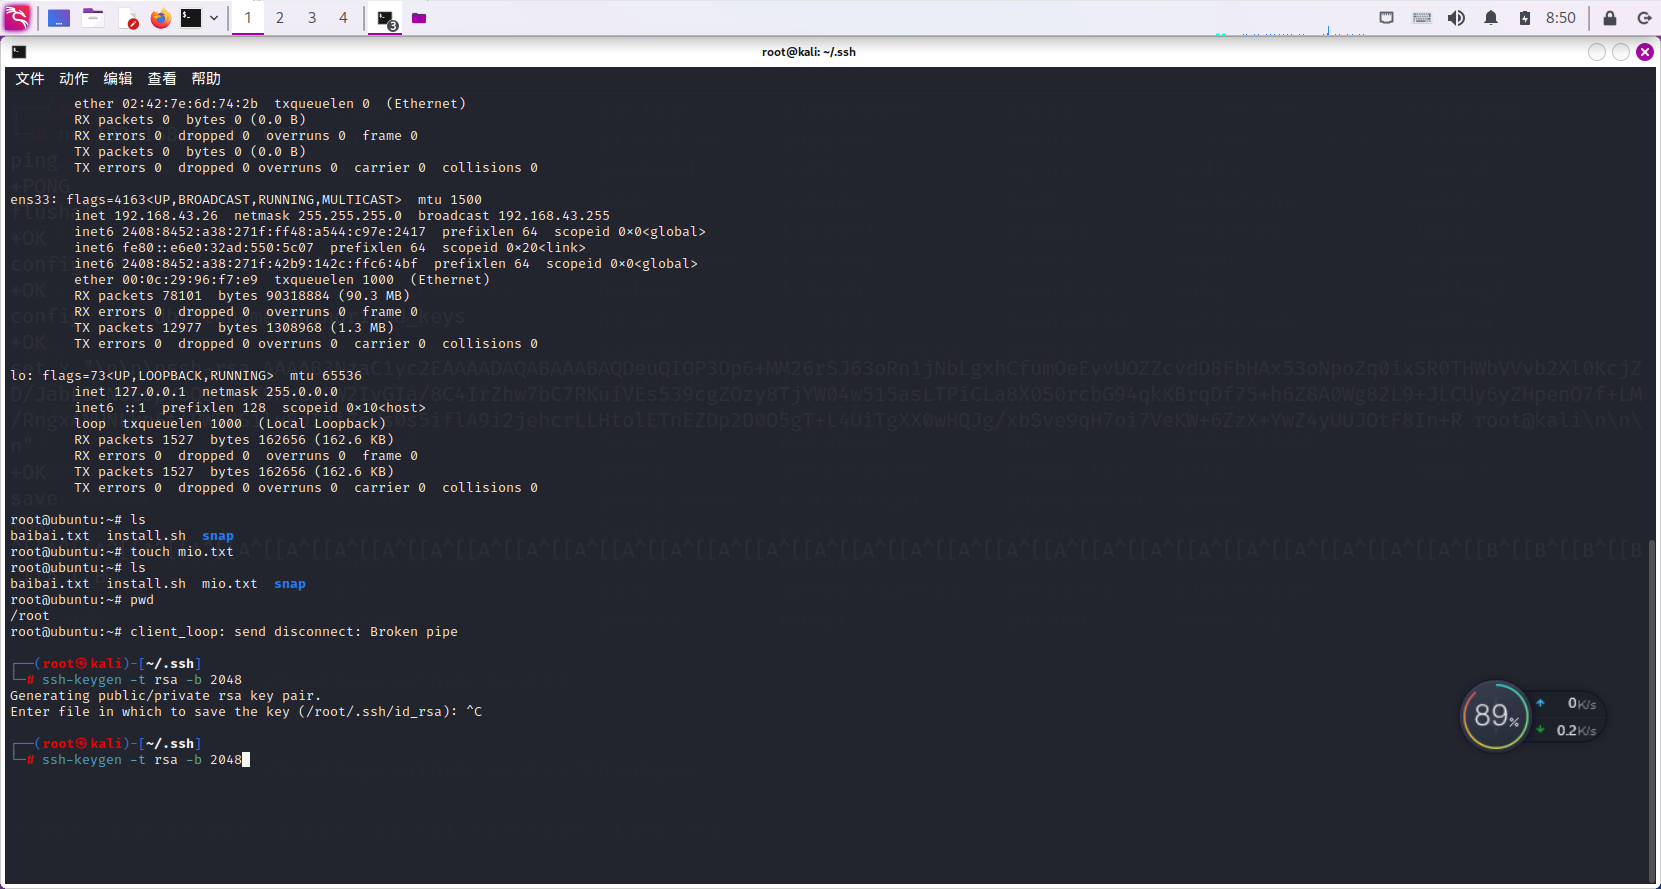 1 2 3 4
3
8:50
root@kali: ~/.ssh
文件 动作 编辑 查看 帮助
ether 02:42:7e:6d:74:2b txqueuelen 0 (Ethernet)
RX packets 0 bytes 0 (0.0 B)
RX errors 0 dropped 0 overruns 0 frame 0
TX packets 0 bytes 0 (0.0 B)
TX errors 0 dropped 0 overruns 0 carrier 0 collisions 0
ens33: flags=4163<UP,BROADCAST,RUNNING,MULTICAST> mtu 1500
inet 192.168.43.26 netmask 255.255.255.0 broadcast 192.168.43.255
inet6 2408:8452:a38:271f:ff48:a544:c97e:2417 prefixlen 64 scopeid 0×0<global>
inet6 fe80::e6e0:32ad:550:5c07 prefixlen 64 scopeid 0×20<link>
inet6 2408:8452:a38:271f:42b9:142c:ffc6:4bf prefixlen 64 scopeid 0×0<global>
ether 00:0c:29:96:f7:e9 txqueuelen 1000 (Ethernet)
RX packets 78101 bytes 90318884 (90.3 MB)
RX errors 0 dropped 0 overruns 0 frame 0
TX packets 12977 bytes 1308968 (1.3 MB)
TX errors 0 dropped 0 overruns 0 carrier 0 collisions 0
lo: flags=73<UP,LOOPBACK,RUNNING> mtu 65536
inet 127.0.0.1 netmask 255.0.0.0
inet6 ::1 prefixlen 128 scopeid 0×10<host>
loop txqueuelen 1000 (Local Loopback)
RX packets 1527 bytes 162656 (162.6 KB)
RX errors 0 dropped 0 overruns 0 frame 0
TX packets 1527 bytes 162656 (162.6 KB)
TX errors 0 dropped 0 overruns 0 carrier 0 collisions 0
root@ubuntu:~# ls
baibai.txt install.sh snap
root@ubuntu:~# touch mio.txt
root@ubuntu:~# ls
baibai.txt install.sh mio.txt snap
root@ubuntu:~# pwd
/root
root@ubuntu:~# client_loop: send disconnect: Broken pipe
┌──(root㉿kali)-[~/.ssh]
└─# ssh-keygen -t rsa -b 2048
Generating public/private rsa key pair.
Enter file in which to save the key (/root/.ssh/id_rsa): ^C
┌──(root㉿kali)-[~/.ssh]
└─# ssh-keygen -t rsa -b 2048
89%
↑ 0K/s
↓ 0.2K/s